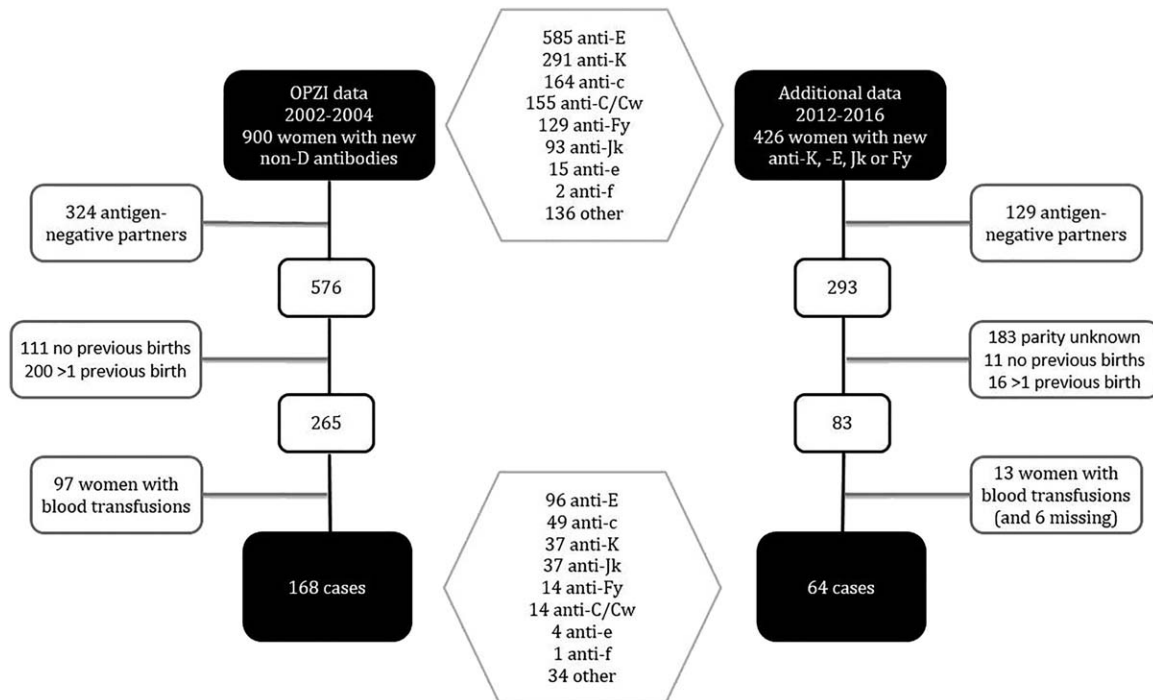 OPZI data
2002-2004
900 women with new
non-D antibodies
585 anti-E
291 anti-K
164 anti-c
155 anti-C/Cw
129 anti-Fy
93 anti-Jk
15 anti-e
2 anti-f
136 other
Additional data
2012-2016
426 women with new
anti-K, -E, Jk or Fy
324 antigen-
negative partners
129 antigen-
negative partners
576
293
111 no previous births
200 >1 previous birth
183 parity unknown
11 no previous births
16 >1 previous birth
265
83
97 women with
blood transfusions
13 women with
blood transfusions
(and 6 missing)
168 cases
96 anti-E
49 anti-c
37 anti-K
37 anti-Jk
14 anti-Fy
14 anti-C/Cw
4 anti-e
1 anti-f
34 other
64 cases